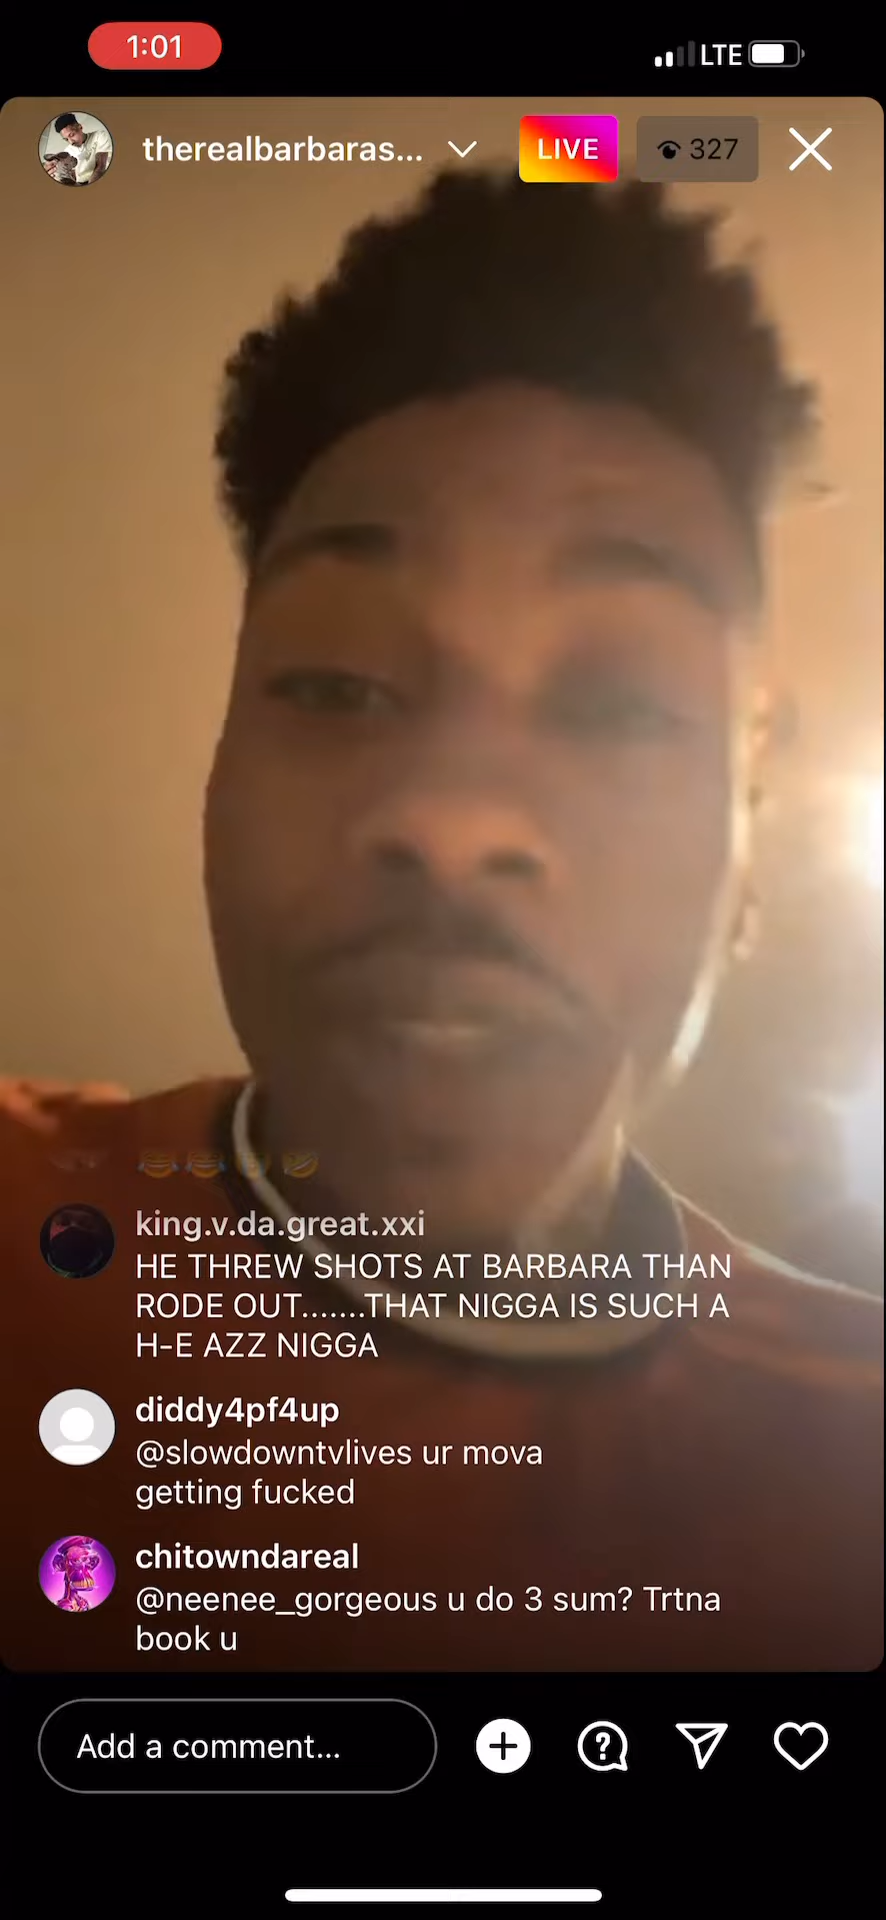 1:01
LTE
therealbarbaras...
LIVE
327
king.v.da.great.xxi
HE THREW SHOTS AT BARBARA THAN
RODE OUT.......THAT NIGGA IS SUCH A
H-E AZZ NIGGA
diddy4pf4up
@slowdowntvlives ur mova
getting fucked
chitowndareal
@neenee_gorgeous u do 3 sum? Trtna
book u
Add a comment...